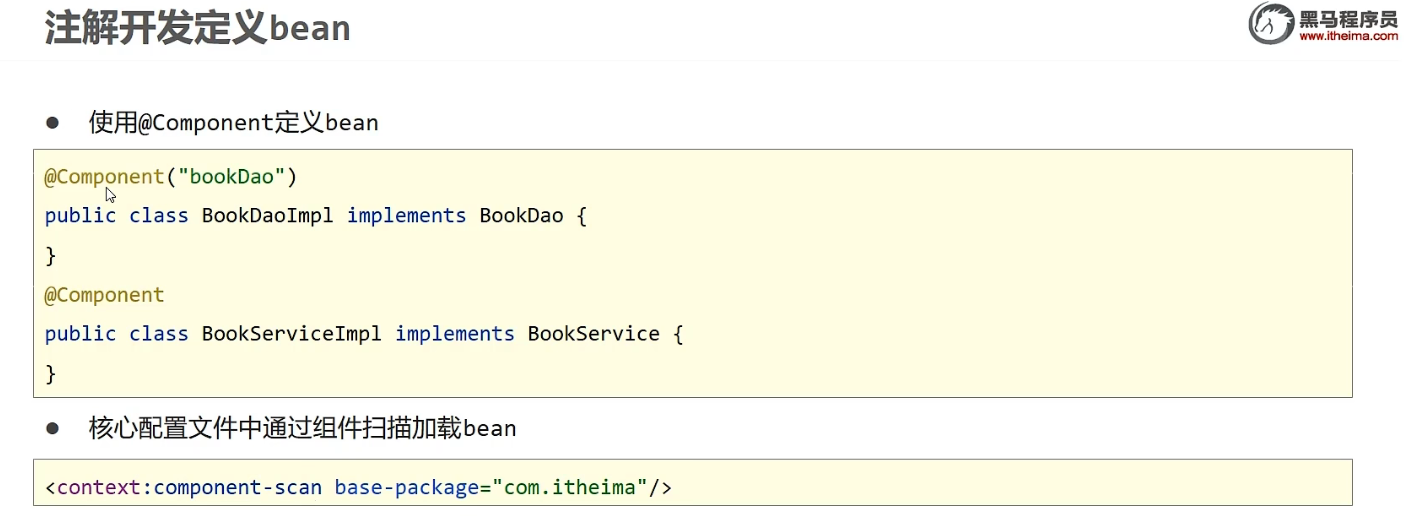 注解开发定义bean
黑马程序员
www.itheima.com
● 使用@Component定义bean
@Component("bookDao")
public class BookDaoImpl implements BookDao {
}
@Component
public class BookServiceImpl implements BookService {
}
● 核心配置文件中通过组件扫描加载bean
<context:component-scan base-package="com.itheima"/>